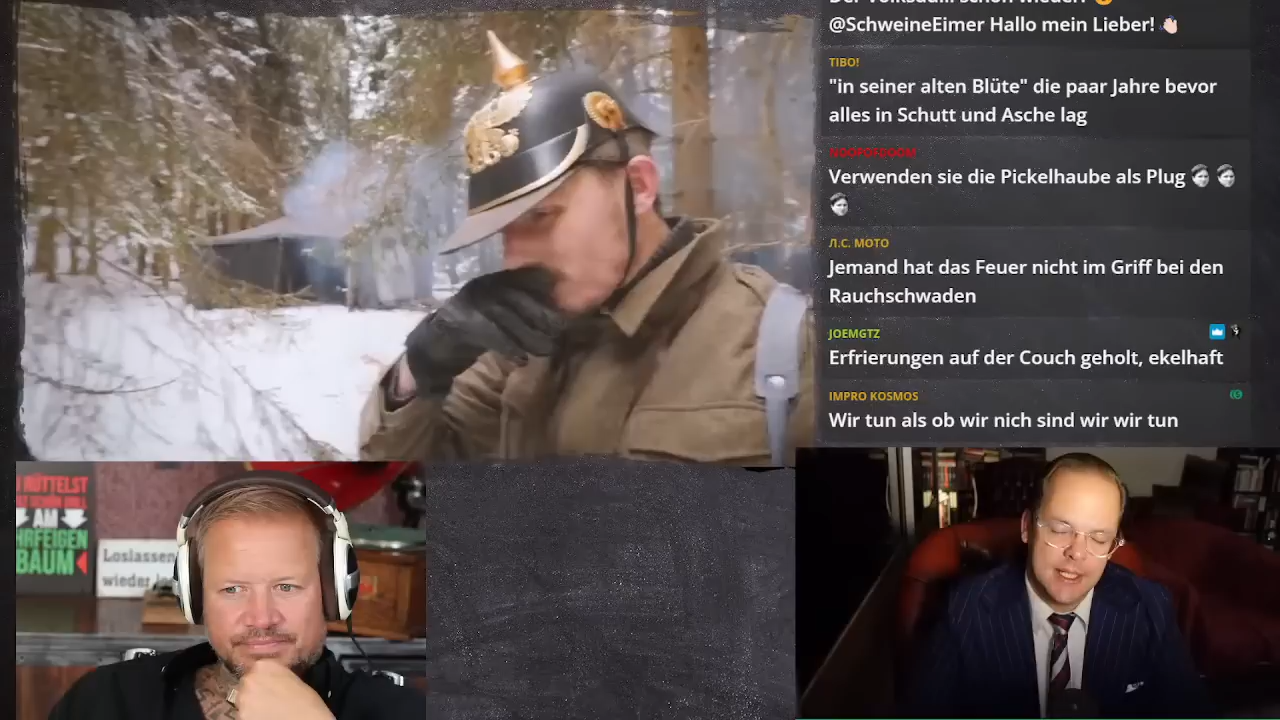 @SchweineEimer Hallo mein Lieber!
TIBO!
"in seiner alten Blüte" die paar Jahre bevor
alles in Schutt und Asche lag
NOOPOFDOOM
Verwenden sie die Pickelhaube als Plug
Л.С. МОТО
Jemand hat das Feuer nicht im Griff bei den
Rauchschwaden
JOEMGTZ
Erfrierungen auf der Couch geholt, ekelhaft
IMPRO KOSMOS
Wir tun als ob wir nich sind wir wir tun
RÜTTELST
AM
HRFEIGEN
BAUM
Loslassen
wieder